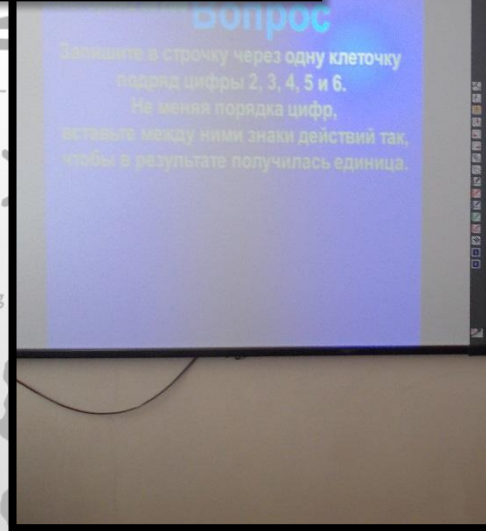 Вопрос
Запишите в строчку через одну клеточку
подряд цифры 2, 3, 4, 5 и 6.
Не меняя порядка цифр,
вставьте между ними знаки действий так,
чтобы в результате получилась единица.